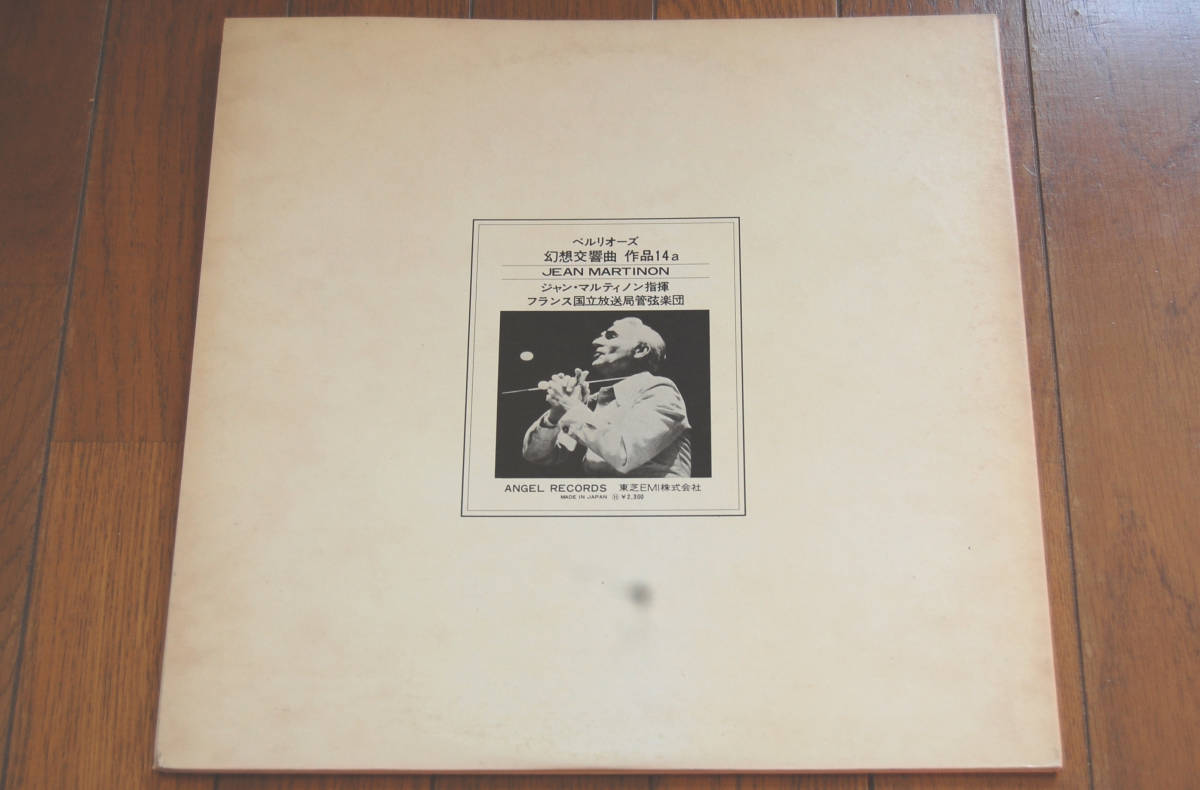 ベルリオーズ
幻想交響曲 作品14a
JEAN MARTINON
ジャン・マルティノン指揮
フランス国立放送局管弦楽団
ANGEL RECORDS 東芝EMI株式会社
MADE IN JAPAN Ⓗ ¥2,300